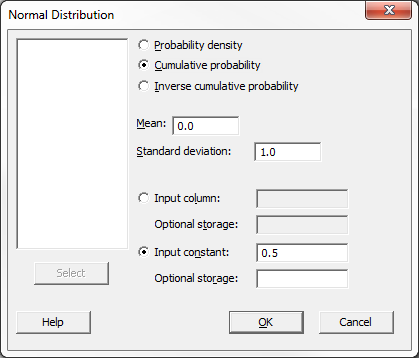 Normal Distribution
Probability density
Cumulative probability
Inverse cumulative probability
Mean: 0.0
Standard deviation: 1.0
Input column:
Optional storage:
Input constant: 0.5
Optional storage:
Select
Help OK Cancel